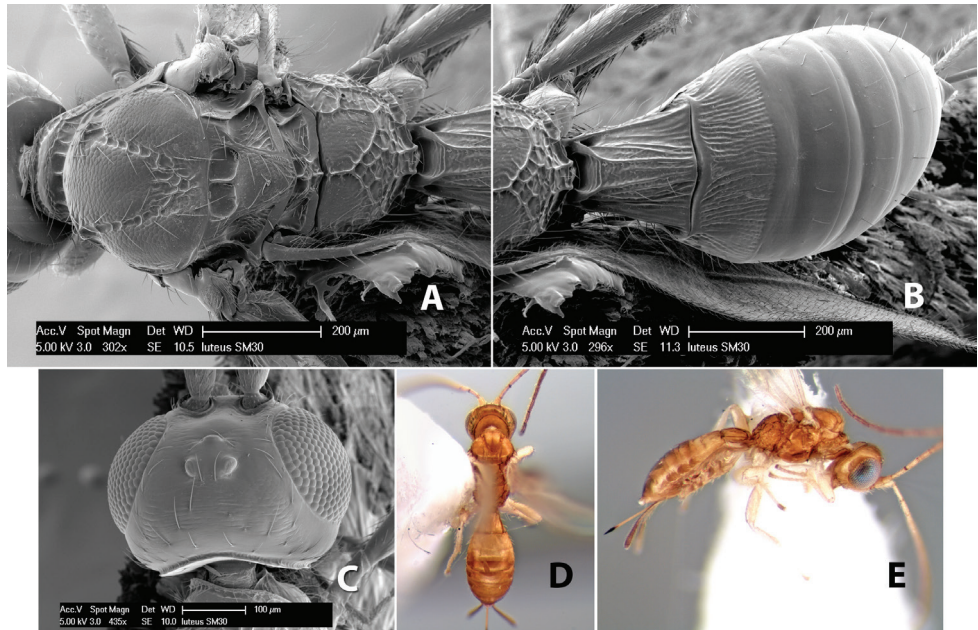 A
Acc.V Spot Magn Det WD 200 µm
5.00 kV 3.0 302x SE 10.5 luteus SM30
B
Acc.V Spot Magn Det WD 200 µm
5.00 kV 3.0 296x SE 11.3 luteus SM30
C
Acc.V Spot Magn Det WD 100 µm
5.00 kV 3.0 435x SE 10.0 luteus SM30
D
E